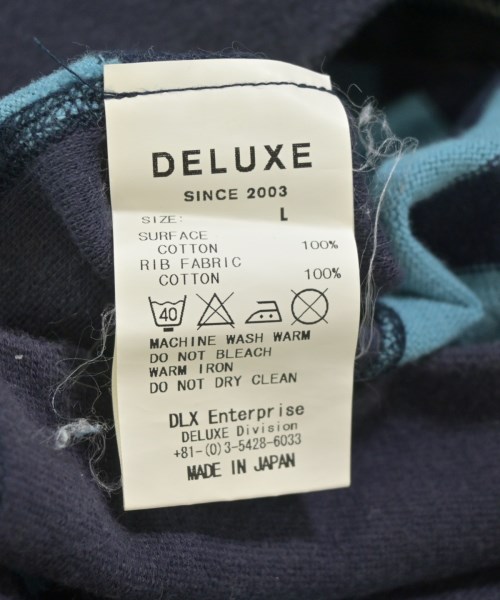 DELUXE
SINCE 2003
SIZE: L
SURFACE
COTTON 100%
RIB FABRIC
COTTON 100%
40
MACHINE WASH WARM
DO NOT BLEACH
WARM IRON
DO NOT DRY CLEAN
DLX Enterprise
DELUXE Division
+81-(0)3-5428-6033
MADE IN JAPAN